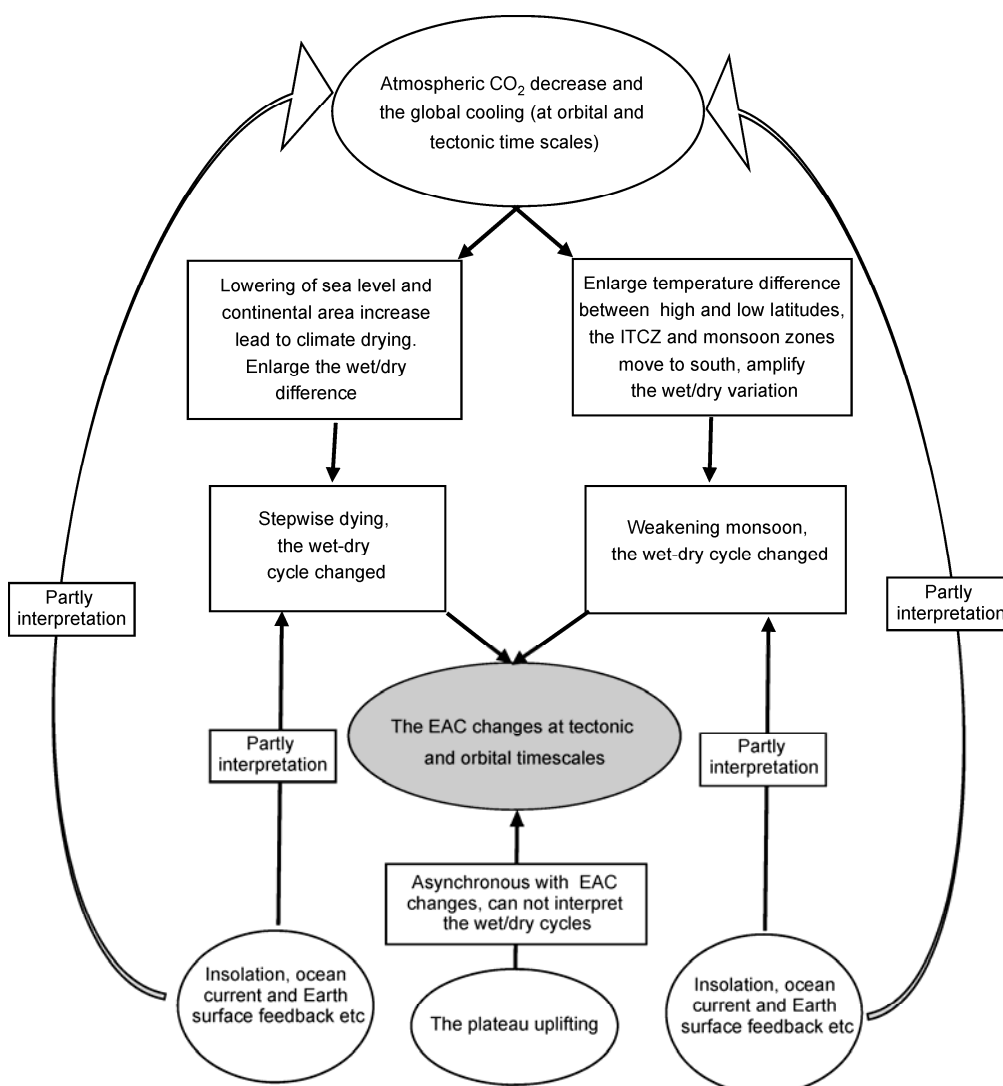 Atmospheric CO2 decrease and
the global cooling (at orbital and
tectonic time scales)
Lowering of sea level and
continental area increase
lead to climate drying.
Enlarge the wet/dry
difference
Enlarge temperature difference
between high and low latitudes,
the ITCZ and monsoon zones
move to south, amplify
the wet/dry variation
Stepwise dying,
the wet-dry
cycle changed
Weakening monsoon,
the wet-dry cycle changed
Partly
interpretation
Partly
interpretation
The EAC changes at tectonic
and orbital timescales
Partly
interpretation
Partly
interpretation
Asynchronous with EAC
changes, can not interpret
the wet/dry cycles
Insolation, ocean
current and Earth
surface feedback etc
The plateau uplifting
Insolation, ocean
current and Earth
surface feedback etc